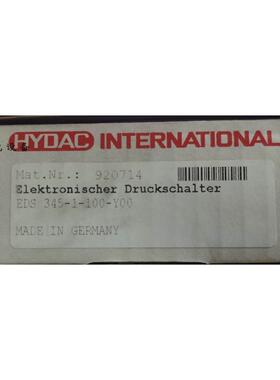 HYDAC INTERNATIONAL
Mat.Nr.: 920714
Elektronischer Druckschalter
EDS 345-1-100-Y00
MADE IN GERMANY